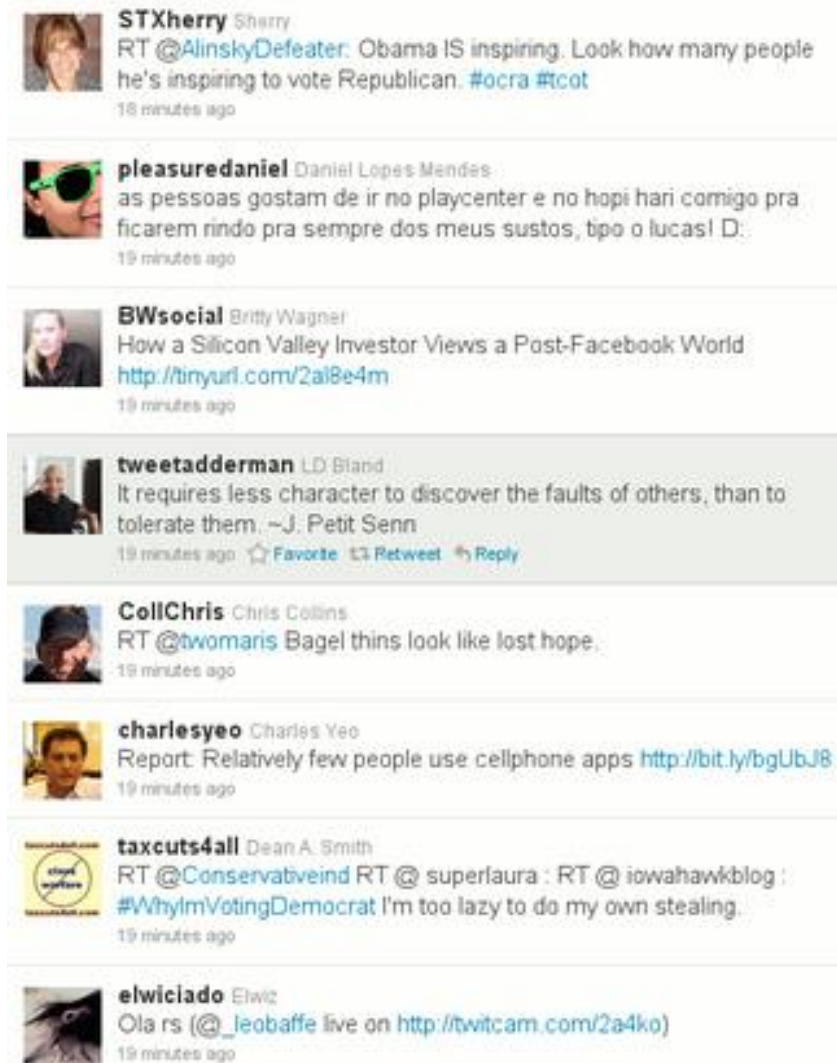 STXherry Sherry
RT @AlinskyDefeater: Obama IS inspiring. Look how many people
he's inspiring to vote Republican. #ocra #tcot
18 minutes ago
pleasuredaniel Daniel Lopes Mendes
as pessoas gostam de ir no playcenter e no hopi hari comigo pra
ficarem rindo pra sempre dos meus sustos, tipo o lucas! D:
19 minutes ago
BWsocial Britty Wagner
How a Silicon Valley Investor Views a Post-Facebook World
http://tinyurl.com/2al8e4m
19 minutes ago
tweetadderman LD Bland
It requires less character to discover the faults of others, than to
tolerate them. ~J. Petit Senn
19 minutes ago Favorite Retweet Reply
CollChris Chris Collins
RT @twomaris Bagel thins look like lost hope.
19 minutes ago
charlesyeo Charles Yeo
Report: Relatively few people use cellphone apps http://bit.ly/bgUbJ8
19 minutes ago
taxcuts4all Dean A. Smith
RT @Conservativeind RT @ superlaura : RT @ iowahawkblog :
#WhyImVotingDemocrat I'm too lazy to do my own stealing.
19 minutes ago
class
warfare
elwiciado Elwiz
Ola rs (@_leobaffe live on http://twitcam.com/2a4ko)
19 minutes ago